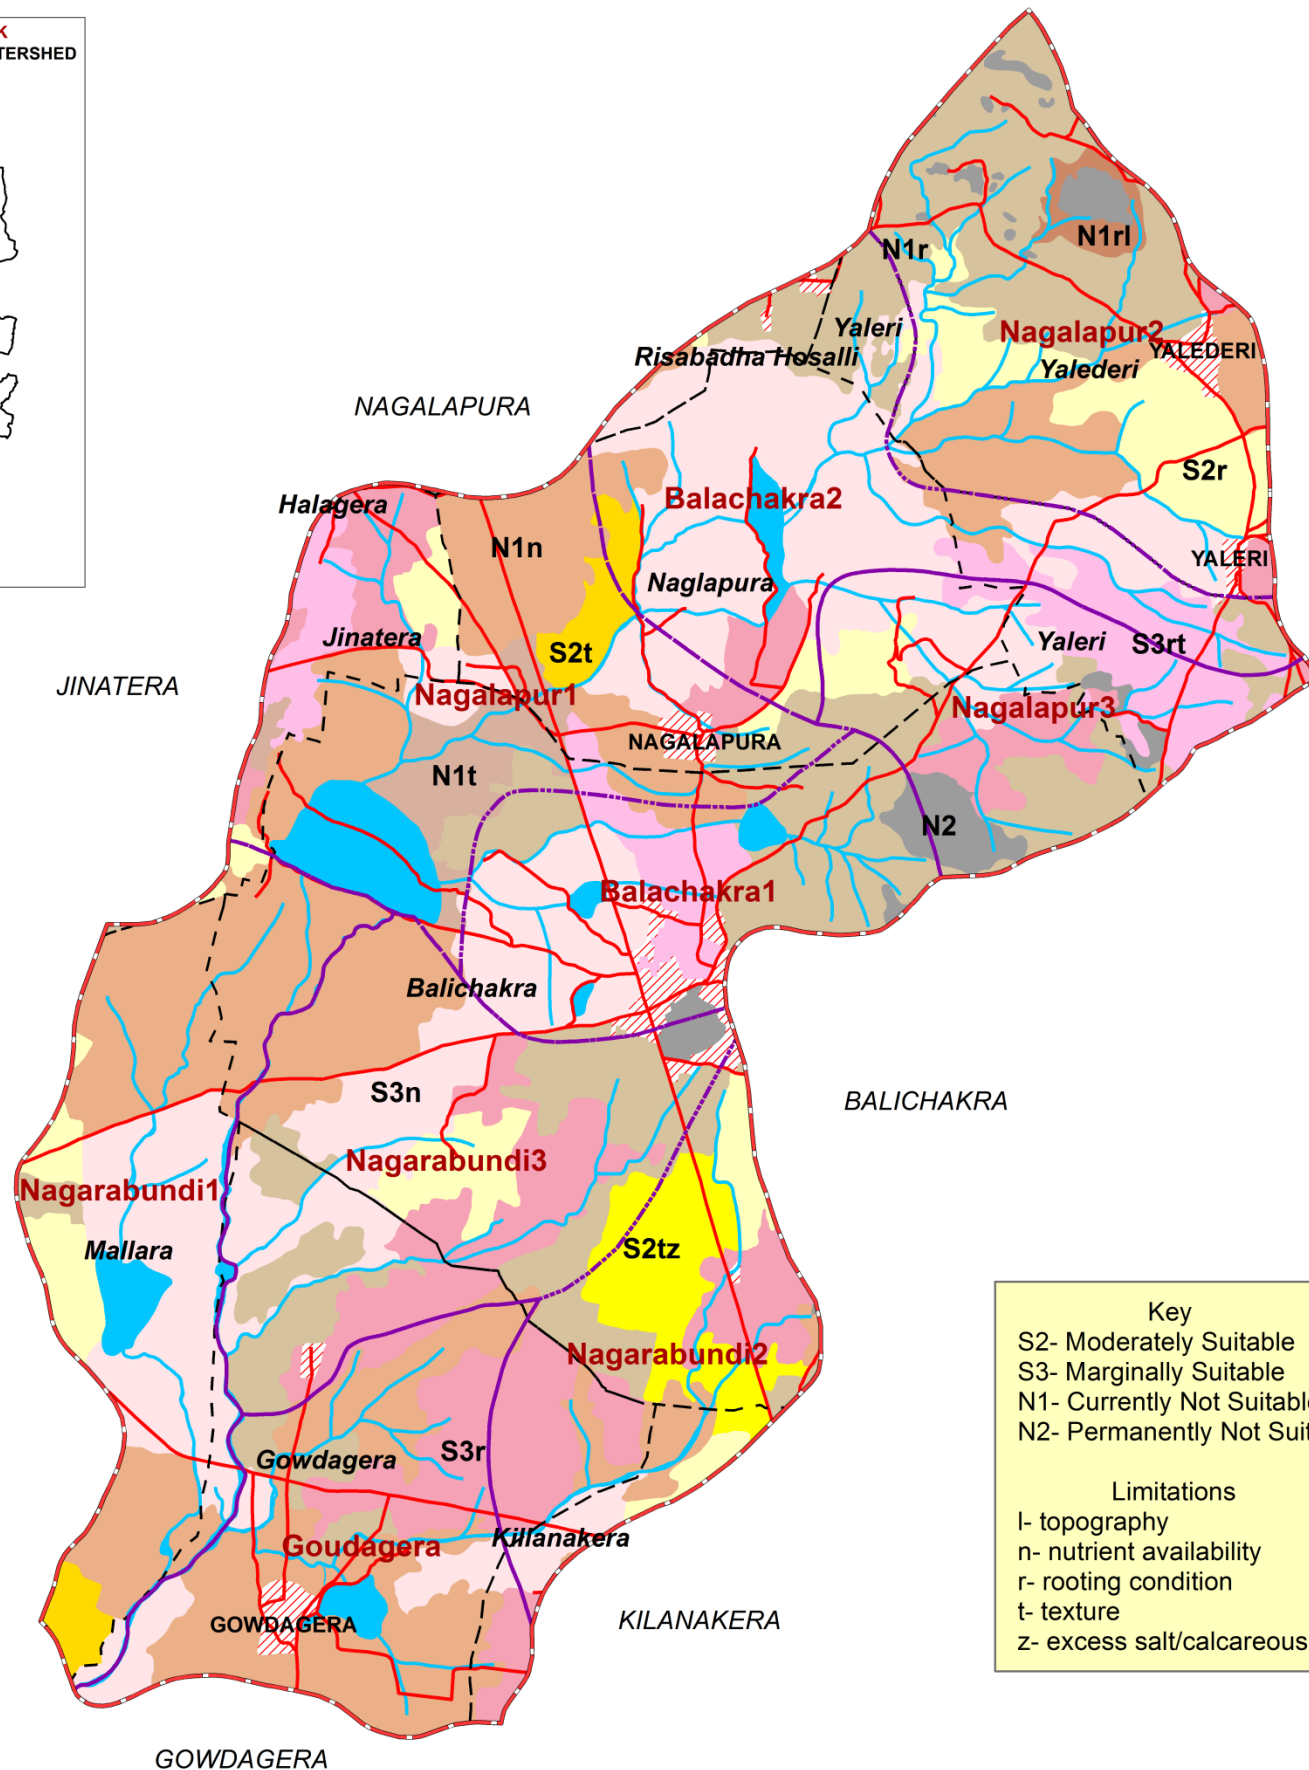 N1r
N1rl
Nagalapur2
Yaleri
YALEDERI
Risabadha Hosalli
Yalederi
NAGALAPURA
S2r
Halagera
Balachakra2
N1n
YALERI
Naglapura
Jinatera
Yaleri
S3rt
S2t
JINATERA
Nagalapur1
Nagalapur3
NAGALAPURA
N1t
N2
Balachakra1
Balichakra
S3n
BALICHAKRA
Nagarabundi3
Nagarabundi1
Mallara
S2tz
Nagarabundi2
S3r
Gowdagera
Goudagera
Killanakera
GOWDAGERA
KILANAKERA
GOWDAGERA
Key
S2- Moderately Suitable
S3- Marginally Suitable
N1- Currently Not Suitable
N2- Permanently Not
Limitations
l- topography
n- nutrient availability
r- rooting condition
t- texture
z- excess salt/calcareous